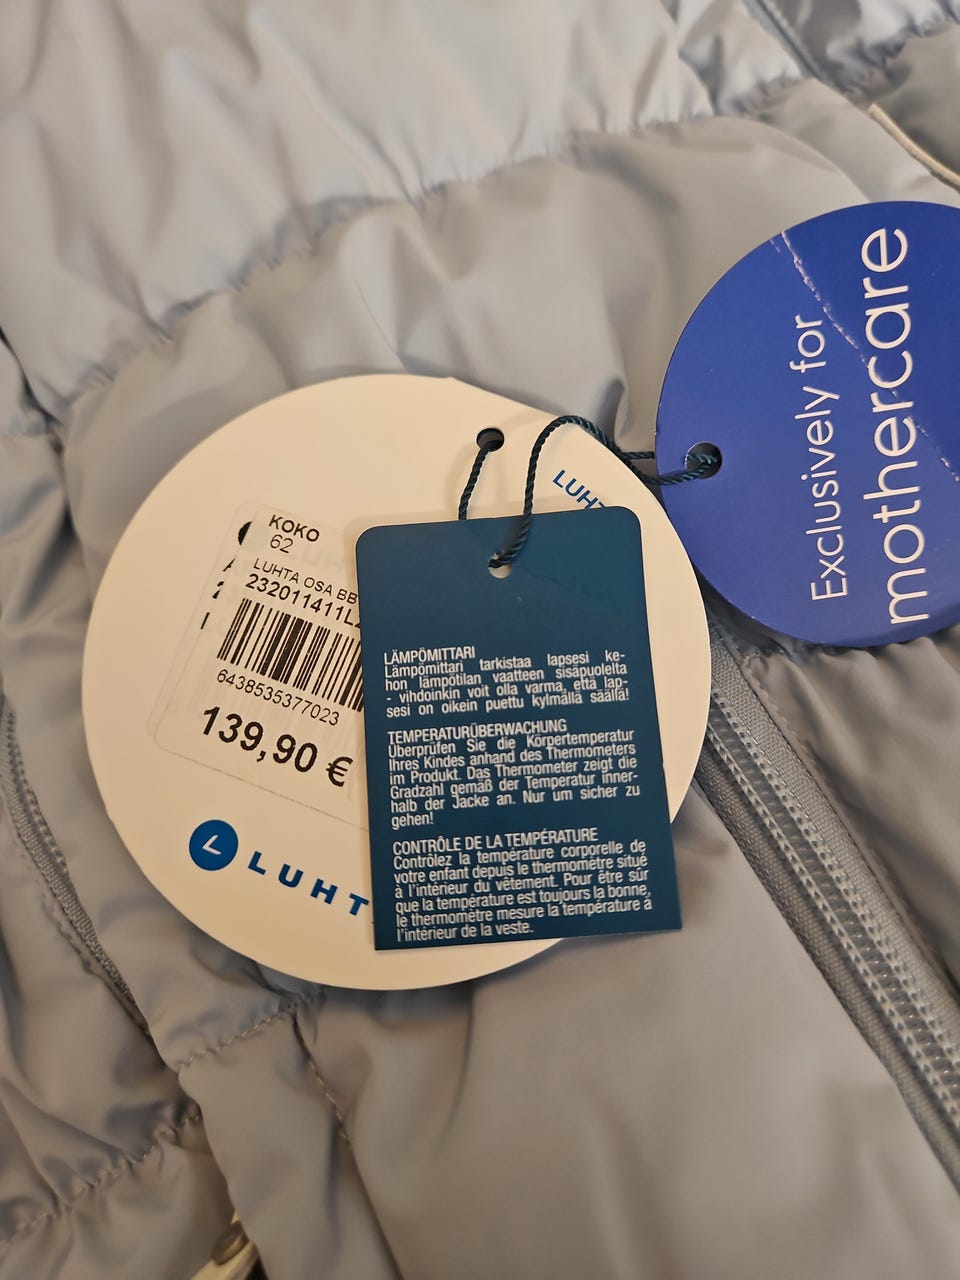 Exclusively for
mothercare
LUHT
KOKO
62
LUHTA OSA BB
232011411L
6438535377023
139,90 €
L LUHT
LÄMPÖMITTARI
Lämpömittari tarkistaa lapsesi ke-
hon lämpötilan vaatteen sisäpuolelta
- vihdoinkin voit olla varma, että lap-
sesi on oikein puettu kylmällä säällä!
TEMPERATURÜBERWACHUNG
Überprüfen Sie die Körpertemperatur
Ihres Kindes anhand des Thermometers
im Produkt. Das Thermometer zeigt die
Gradzahl gemäß der Temperatur inner-
halb der Jacke an. Nur um sicher zu
gehen!
CONTRÔLE DE LA TEMPÉRATURE
Contrôlez la température corporelle de
votre enfant depuis le thermomètre situé
à l'intérieur du vêtement. Pour être sûr
que la température est toujours la bonne,
le thermomètre mesure la température à
l'intérieur de la veste.